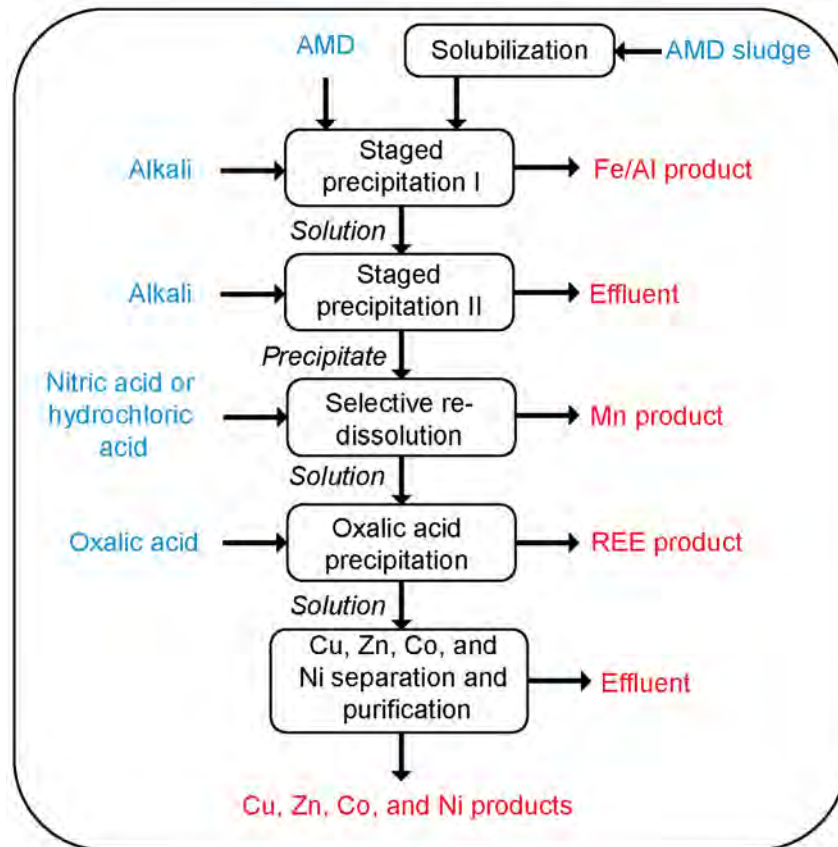 AMD
Solubilization
AMD sludge
Alkali
Staged
precipitation I
Fe/Al product
Solution
Alkali
Staged
precipitation II
Effluent
Precipitate
Nitric acid or
hydrochloric
acid
Selective re-
dissolution
Mn product
Solution
Oxalic acid
Oxalic acid
precipitation
REE product
Solution
Cu, Zn, Co, and
Ni separation and
purification
Effluent
Cu, Zn, Co, and Ni products